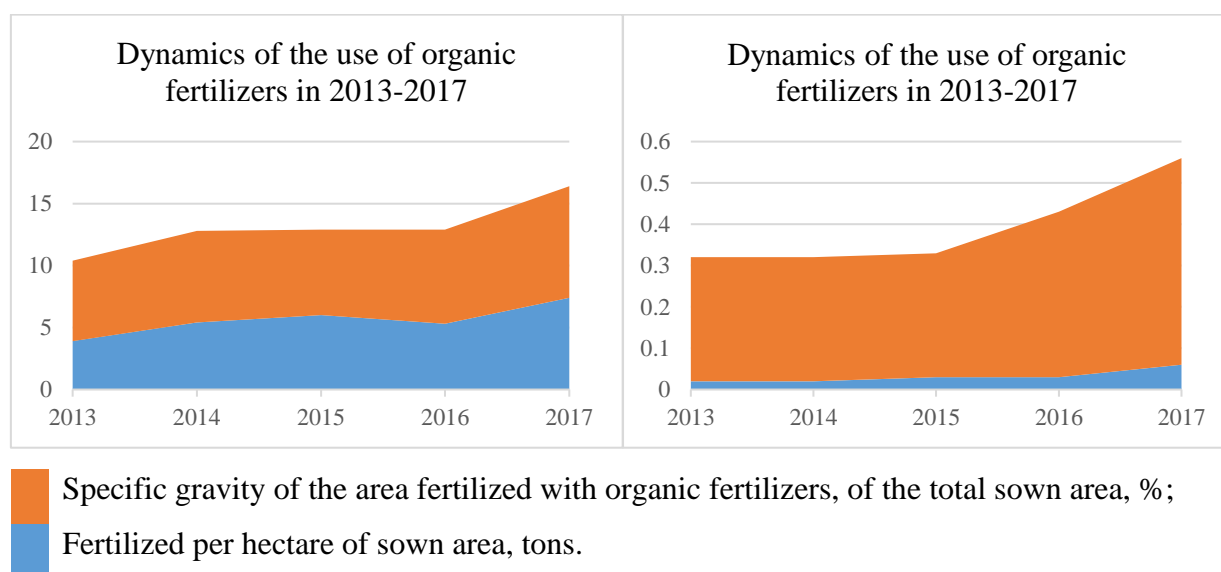 Dynamics of the use of organic
fertilizers in 2013-2017
20
15
10
5
0
2013 2014 2015 2016 2017
Dynamics of the use of organic
fertilizers in 2013-2017
0.6
0.5
0.4
0.3
0.2
0.1
0
2013 2014 2015 2016 2017
Specific gravity of the area fertilized with organic fertilizers, of the total sown area, %;
Fertilized per hectare of sown area, tons.